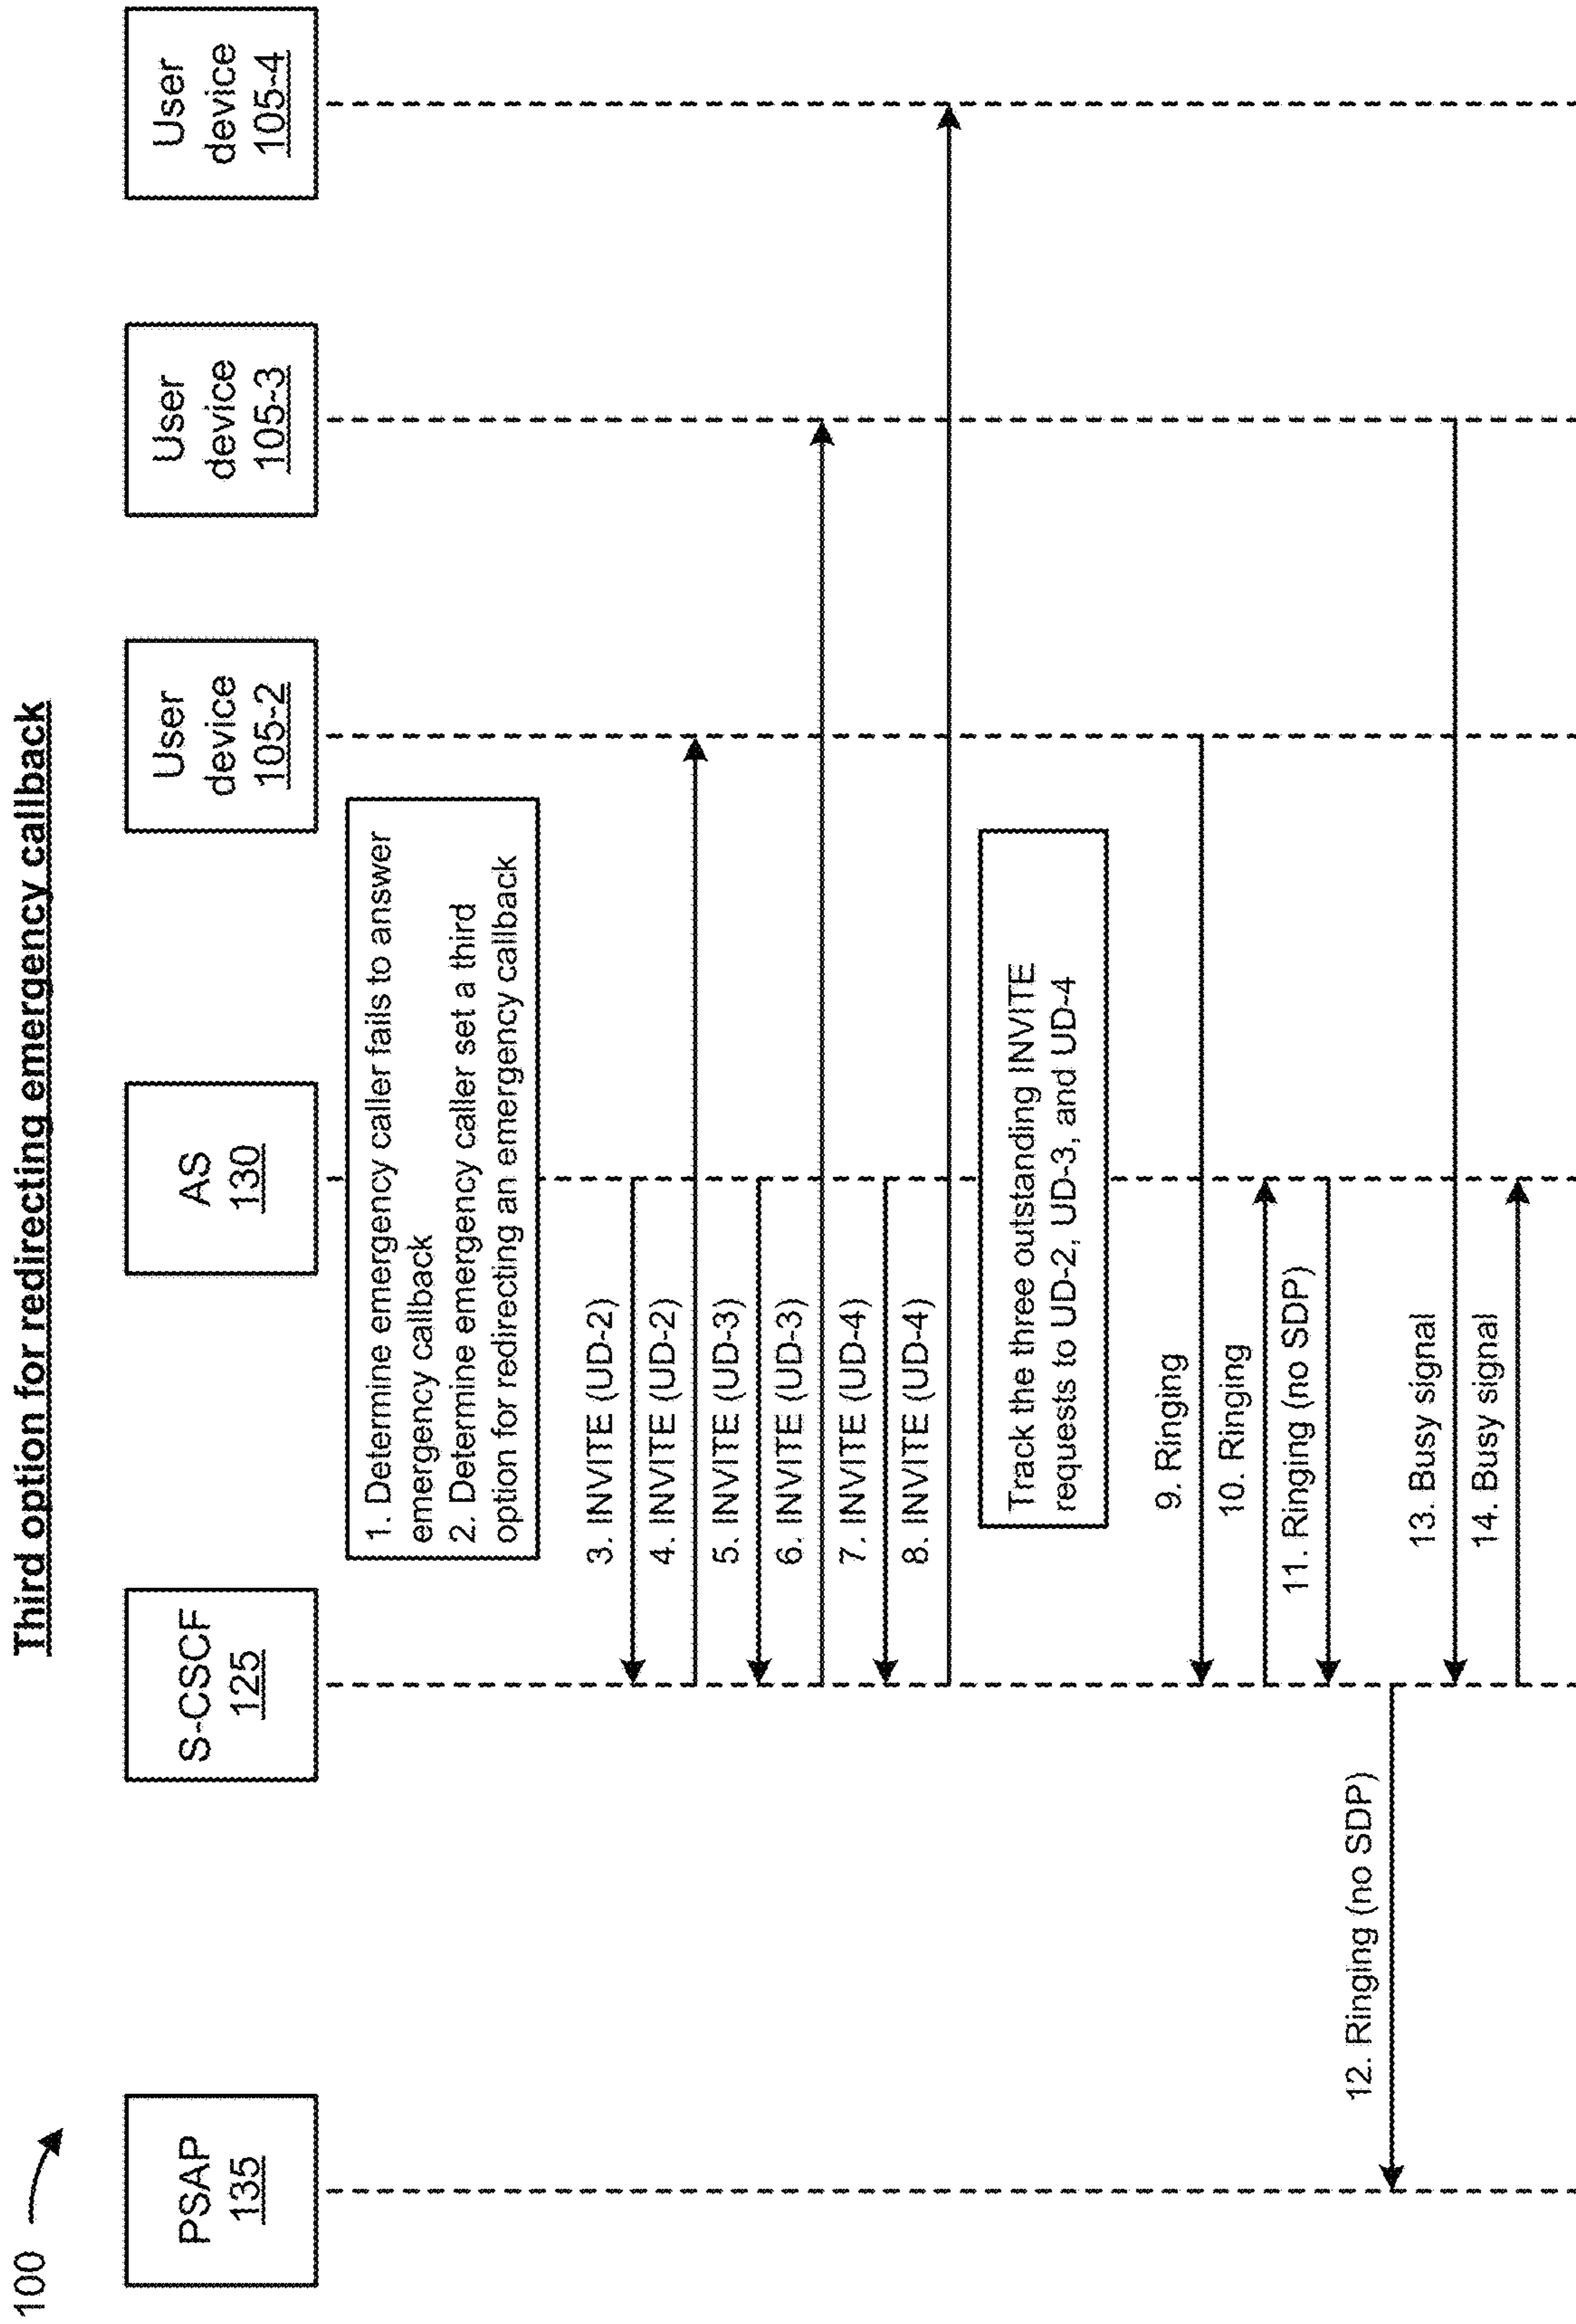 100
Third option for redirecting emergency callback
PSAP
135
S-CSCF
125
AS
130
User
device
105-2
User
device
105-3
User
device
105-4
1. Determine emergency caller fails to answer
emergency callback
2. Determine emergency caller set a third
option for redirecting an emergency callback
3. INVITE (UD-2)
4. INVITE (UD-2)
5. INVITE (UD-3)
6. INVITE (UD-3)
7. INVITE (UD-4)
8. INVITE (UD-4)
Track the three outstanding INVITE
requests to UD-2, UD-3, and UD-4
9. Ringing
10. Ringing
11. Ringing (no SDP)
12. Ringing (no SDP)
13. Busy signal
14. Busy signal